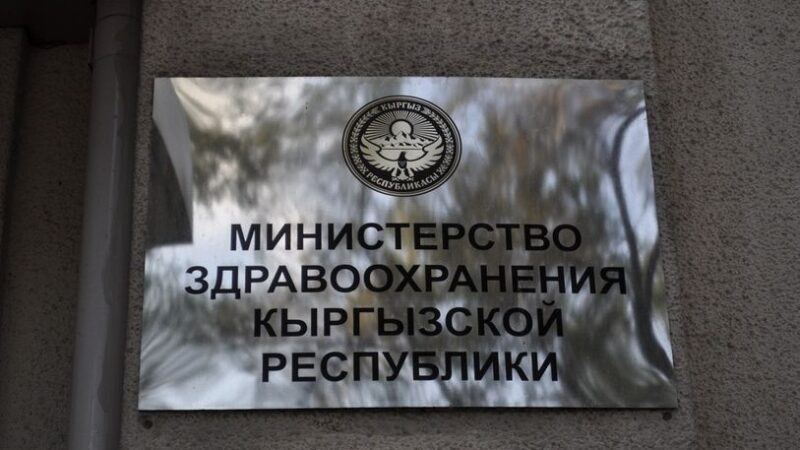 КЫРГЫЗ
РЕСПУБЛИКАСЫ
МИНИСТЕРСТВО
ЗДРАВООХРАНЕНИЯ
КЫРГЫЗСКОЙ
РЕСПУБЛИКИ